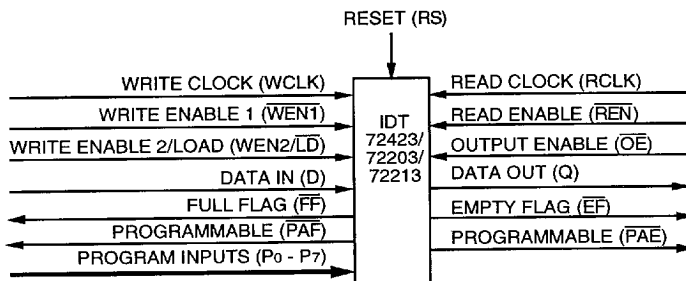 RESET (RS)
WRITE CLOCK (WCLK)
WRITE ENABLE 1 (WEN1)
WRITE ENABLE 2/LOAD (WEN2/LD)
DATA IN (D)
FULL FLAG (FF)
PROGRAMMABLE (PAF)
PROGRAM INPUTS (P0 - P7)
IDT
72423/
72203/
72213
READ CLOCK (RCLK)
READ ENABLE (REN)
OUTPUT ENABLE (OE)
DATA OUT (Q)
EMPTY FLAG (EF)
PROGRAMMABLE (PAE)